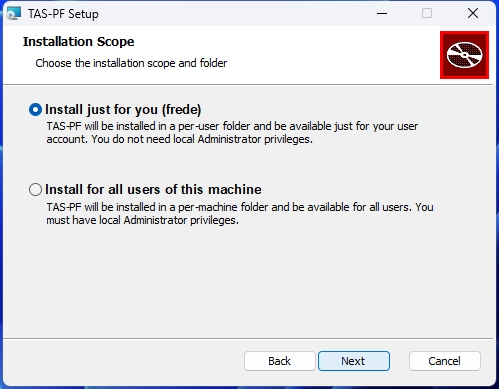 TAS-PF Setup
Installation Scope
Choose the installation scope and folder
Install just for you (frede)
TAS-PF will be installed in a per-user folder and be available just for your user
account. You do not need local Administrator privileges.
Install for all users of this machine
TAS-PF will be installed in a per-machine folder and be available for all users. You
must have local Administrator privileges.
Back
Next
Cancel